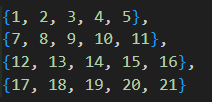 {1, 2, 3, 4, 5},
{7, 8, 9, 10, 11},
{12, 13, 14, 15, 16},
{17, 18, 19, 20, 21}